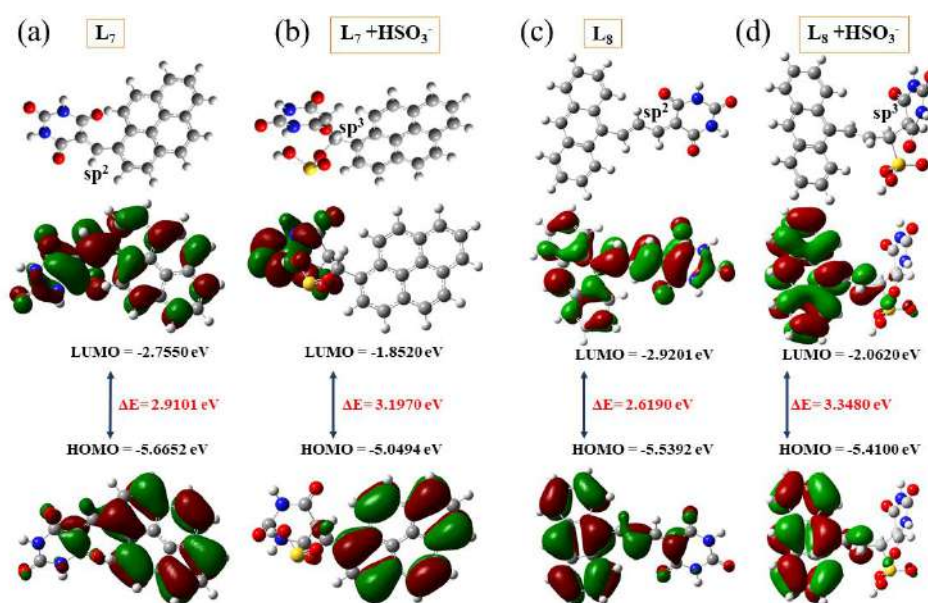 (a) L₇
sp²
LUMO = -2.7550 eV
ΔE= 2.9101 eV
HOMO = -5.6652 eV
(b) L₇ +HSO₃⁻
sp³
LUMO = -1.8520 eV
ΔE= 3.1970 eV
HOMO = -5.0494 eV
(c) L₈
sp²
LUMO = -2.9201 eV
ΔE= 2.6190 eV
HOMO = -5.5392 eV
(d) L₈ +HSO₃⁻
sp³
LUMO = -2.0620 eV
ΔE= 3.3480 eV
HOMO = -5.4100 eV